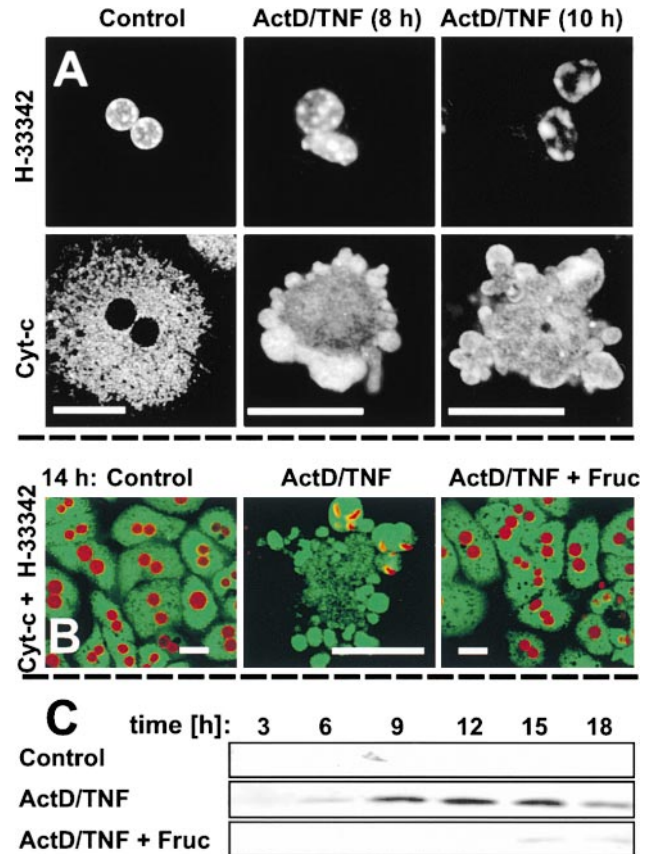 Control ActD/TNF (8 h) ActD/TNF (10 h)
A
H-33342
Cyt-c
14 h: Control ActD/TNF ActD/TNF + Fruc
Cyt-c + H-33342
B
C time [h]: 3 6 9 12 15 18
Control
ActD/TNF
ActD/TNF + Fruc